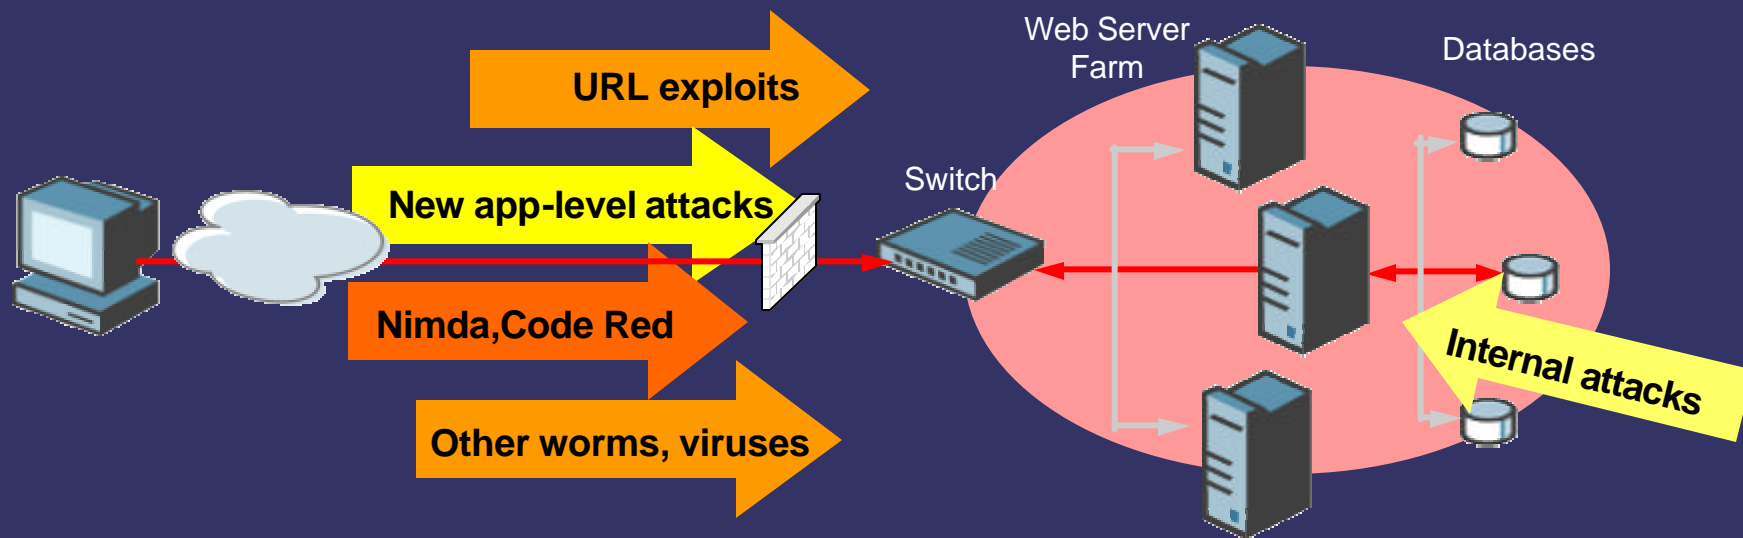 URL exploits
New app-level attacks
Nimda,Code Red
Other worms, viruses
Switch
Web Server
Farm
Databases
Internal attacks